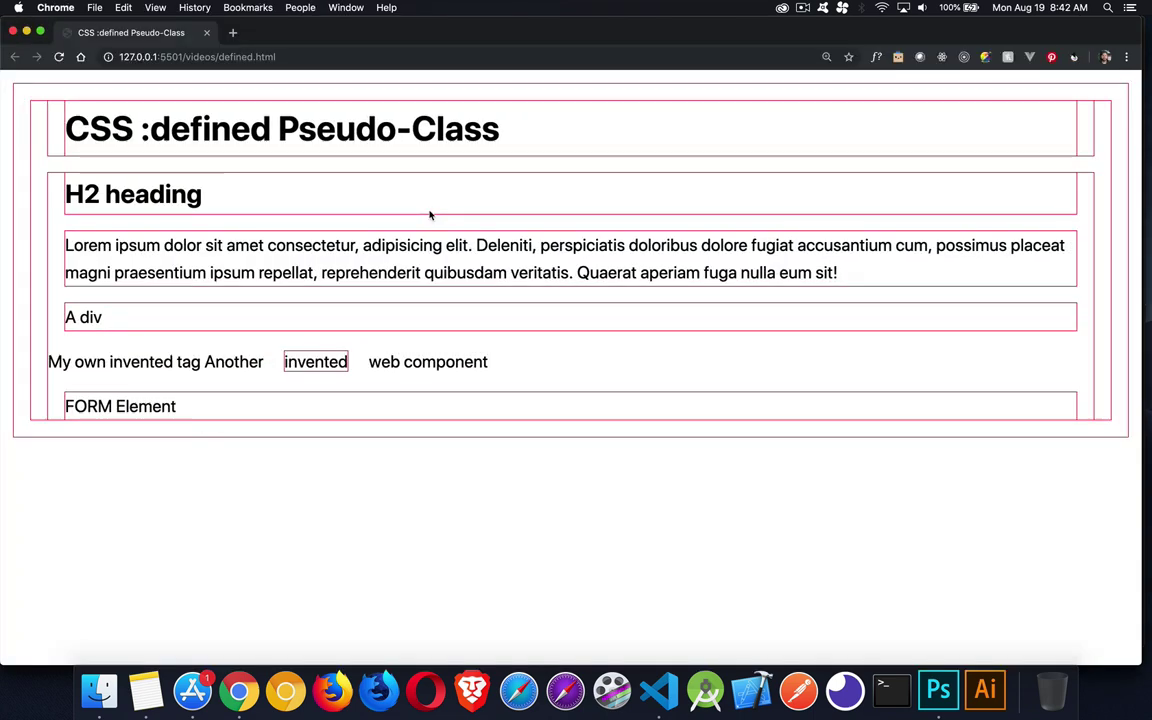 Chrome File Edit View History Bookmarks People Window Help 100% Mon Aug 19 8:42 AM
CSS :defined Pseudo-Class
127.0.0.1:5501/videos/defined.html
CSS :defined Pseudo-Class
H2 heading
Lorem ipsum dolor sit amet consectetur, adipisicing elit. Deleniti, perspiciatis doloribus dolore fugiat accusantium cum, possimus placeat
magni praesentium ipsum repellat, reprehenderit quibusdam veritatis. Quaerat aperiam fuga nulla eum sit!
A div
My own invented tag Another invented web component
FORM Element
1
Ps Ai